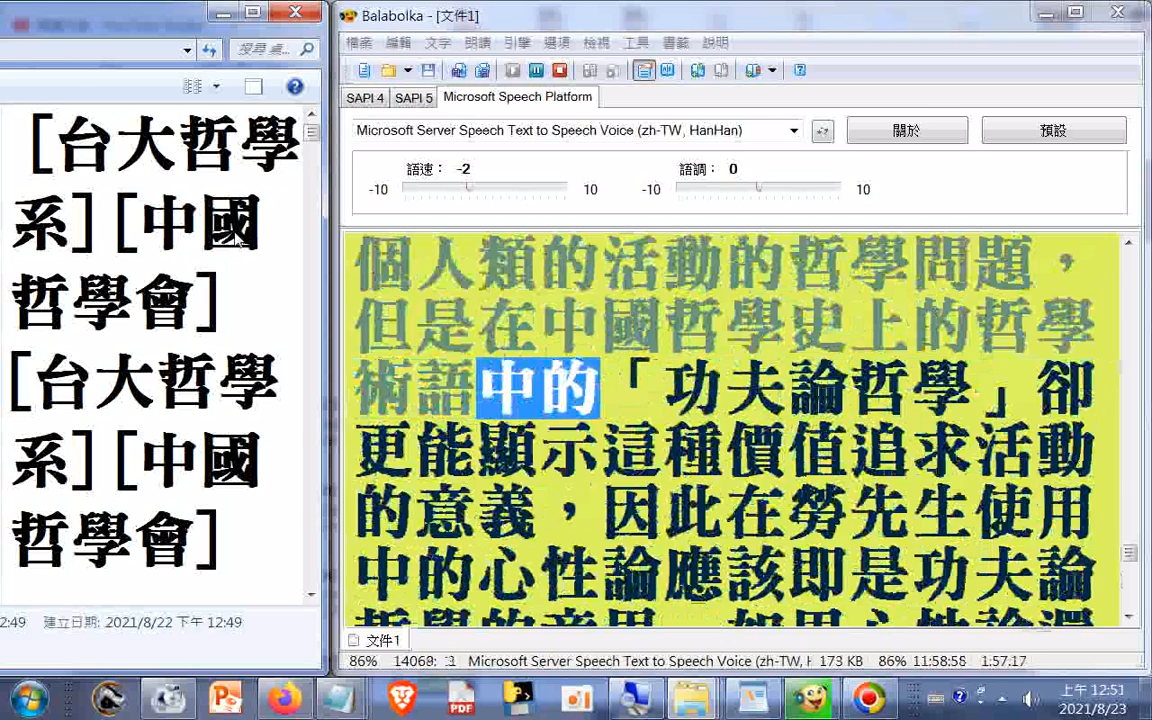 搜尋 桌...
[台大哲學
系][中國
哲學會]
[台大哲學
系][中國
哲學會]
2:49 建立日期: 2021/8/22 下午 12:49
Balabolka - [文件1]
檔案 編輯 文字 朗讀 引擎 選項 檢視 工具 書籤 說明
SAPI 4 SAPI 5 Microsoft Speech Platform
Microsoft Server Speech Text to Speech Voice (zh-TW, HanHan) 關於 預設
語速： -2 語調： 0
-10 10 -10 10
個人類的活動的哲學問題，
但是在中國哲學史上的哲學
術語中的「功夫論哲學」卻
更能顯示這種價值追求活動
的意義，因此在勞先生使用
中的心性論應該即是功夫論
文件1
86% Microsoft Server Speech Text to Speech Voice (zh-TW, H 173 KB 86% 11:58:58 1:57:17
PDF
上午 12:51
2021/8/23